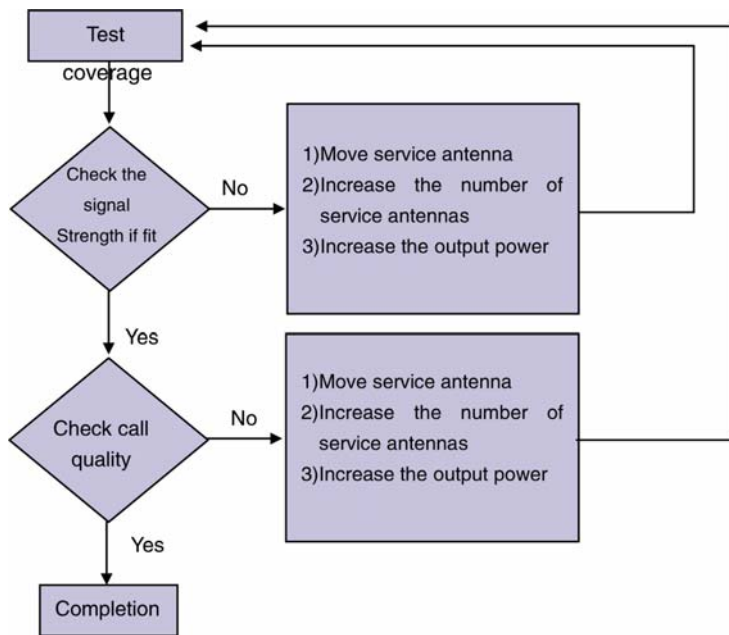 Test
coverage
Check the
signal
Strength if fit
No
1)Move service antenna
2)Increase the number of
service antennas
3)Increase the output power
Yes
Check call
quality
No
1)Move service antenna
2)Increase the number of
service antennas
3)Increase the output power
Yes
Completion